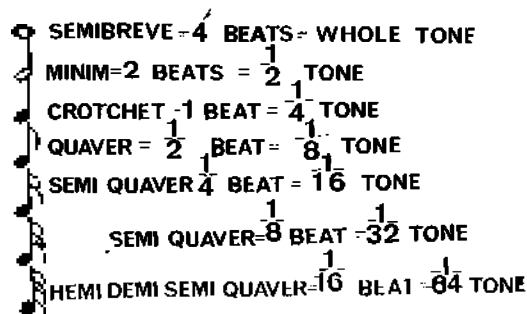 SEMIBREVE=4 BEATS= WHOLE TONE
MINIM=2 BEATS = 1/2 TONE
CROTCHET -1 BEAT = 1/4 TONE
QUAVER = 1/2 BEAT= 1/8 TONE
SEMI QUAVER 1/4 BEAT = 1/16 TONE
SEMI QUAVER=1/8 BEAT =1/32 TONE
HEMI DEMI SEMI QUAVER=1/16 BEAT =1/64 TONE